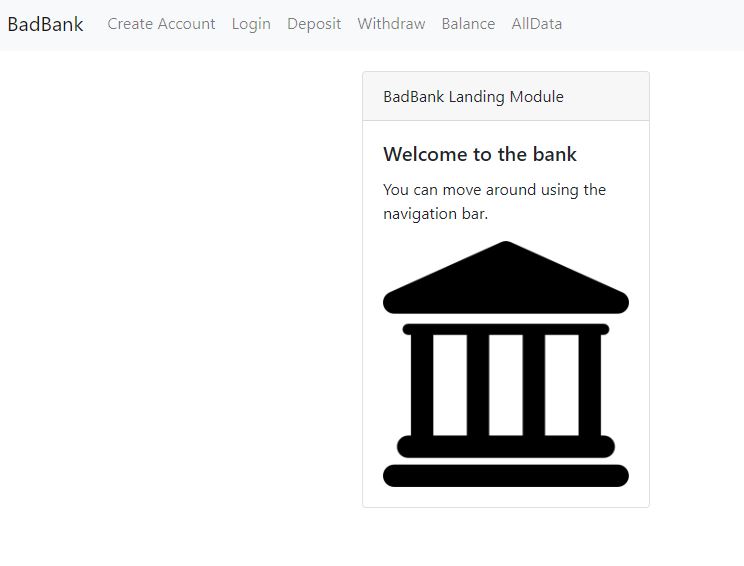 BadBank Create Account Login Deposit Withdraw Balance AllData
BadBank Landing Module
Welcome to the bank
You can move around using the
navigation bar.